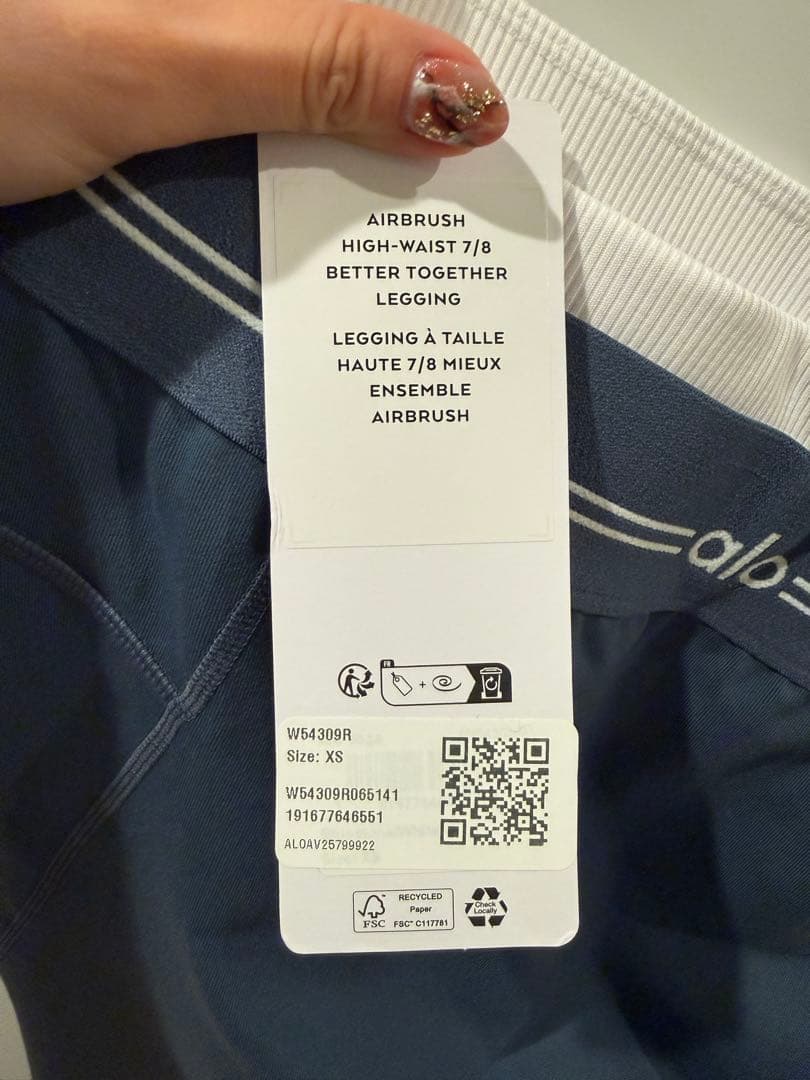 AIRBRUSH
HIGH-WAIST 7/8
BETTER TOGETHER
LEGGING
LEGGING À TAILLE
HAUTE 7/8 MIEUX
ENSEMBLE
AIRBRUSH
alo
FR
+
W54309R
Size: XS
W54309R065141
191677646551
ALOAV25799922
RECYCLED
Paper
FSC
FSC® C117781
Check
Locally